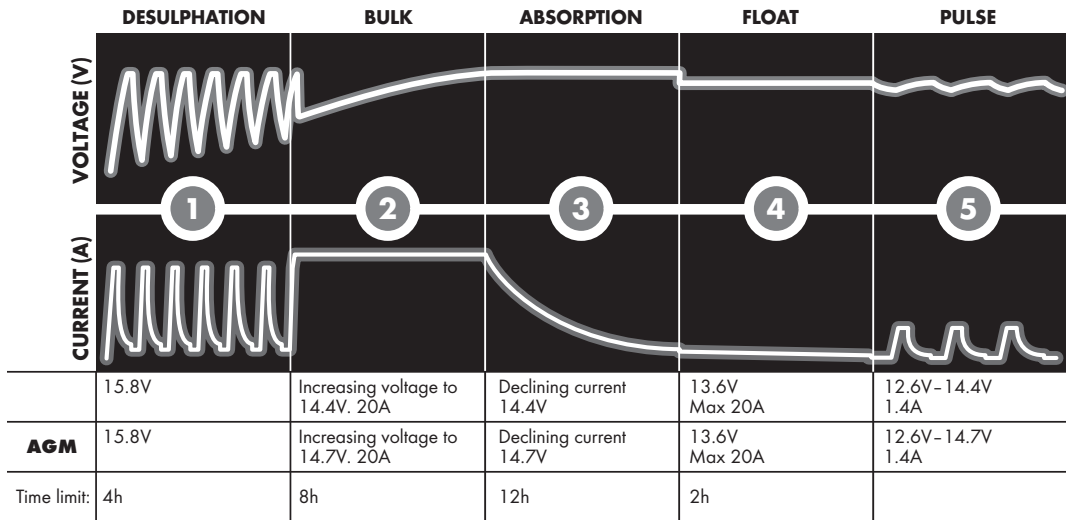 DESULPHATION BULK ABSORPTION FLOAT PULSE
VOLTAGE (V)
1 2 3 4 5
CURRENT (A)
15.8V Increasing voltage to Declining current 13.6V 12.6V–14.4V
14.4V. 20A 14.4V Max 20A 1.4A
AGM 15.8V Increasing voltage to Declining current 13.6V 12.6V–14.7V
14.7V. 20A 14.7V Max 20A 1.4A
Time limit: 4h 8h 12h 2h